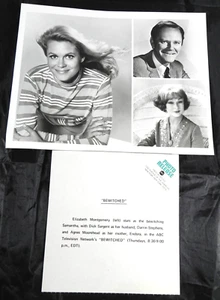 PHOTO
"BEWITCHED"
Elizabeth Montgomery (left) stars as the bewitching
Samantha, with Dick Sargent as her husband, Darrin Stephens,
and Agnes Moorehead as her mother, Endora, in the ABC
Television Network's "BEWITCHED" (Thursdays, 8:30-9:00
p.m., EDT).